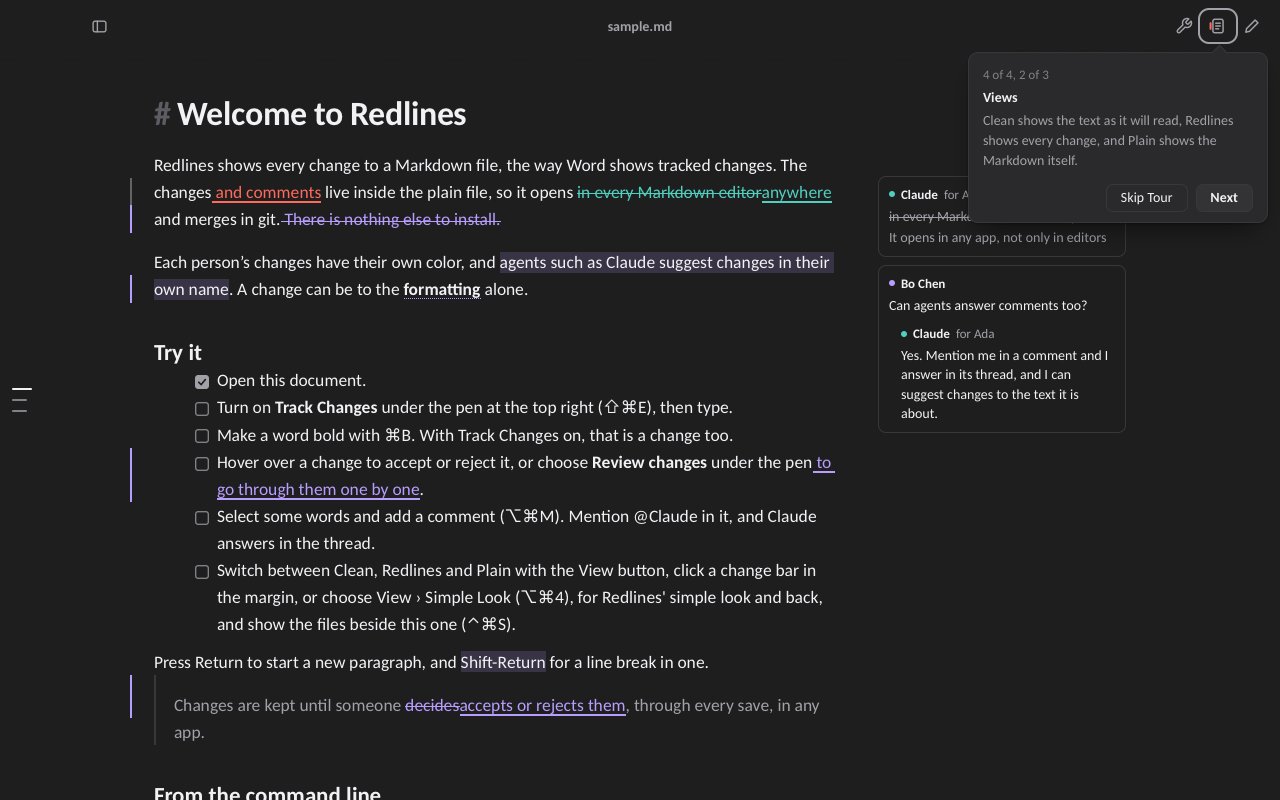 sample.md
4 of 4, 2 of 3
Views
Clean shows the text as it will read, Redlines
shows every change, and Plain shows the
Markdown itself.
Skip Tour
Next
# Welcome to Redlines
Redlines shows every change to a Markdown file, the way Word shows tracked changes. The
changes and comments live inside the plain file, so it opens in every Markdown editoranywhere
and merges in git. There is nothing else to install.
Each person’s changes have their own color, and agents such as Claude suggest changes in their
own name. A change can be to the formatting alone.
Try it
Open this document.
Turn on Track Changes under the pen at the top right (⇧⌘E), then type.
Make a word bold with ⌘B. With Track Changes on, that is a change too.
Hover over a change to accept or reject it, or choose Review changes under the pen to
go through them one by one.
Select some words and add a comment (⌥⌘M). Mention @Claude in it, and Claude
answers in the thread.
Switch between Clean, Redlines and Plain with the View button, click a change bar in
the margin, or choose View › Simple Look (⌥⌘4), for Redlines' simple look and back,
and show the files beside this one (^⌘S).
Press Return to start a new paragraph, and Shift-Return for a line break in one.
Changes are kept until someone decidesaccepts or rejects them, through every save, in any
app.
From the command line
Claude for
in every
It opens in any app, not only in editors
Bo Chen
Can agents answer comments too?
Claude for Ada
Yes. Mention me in a comment and I
answer in its thread, and I can
suggest changes to the text it is
about.